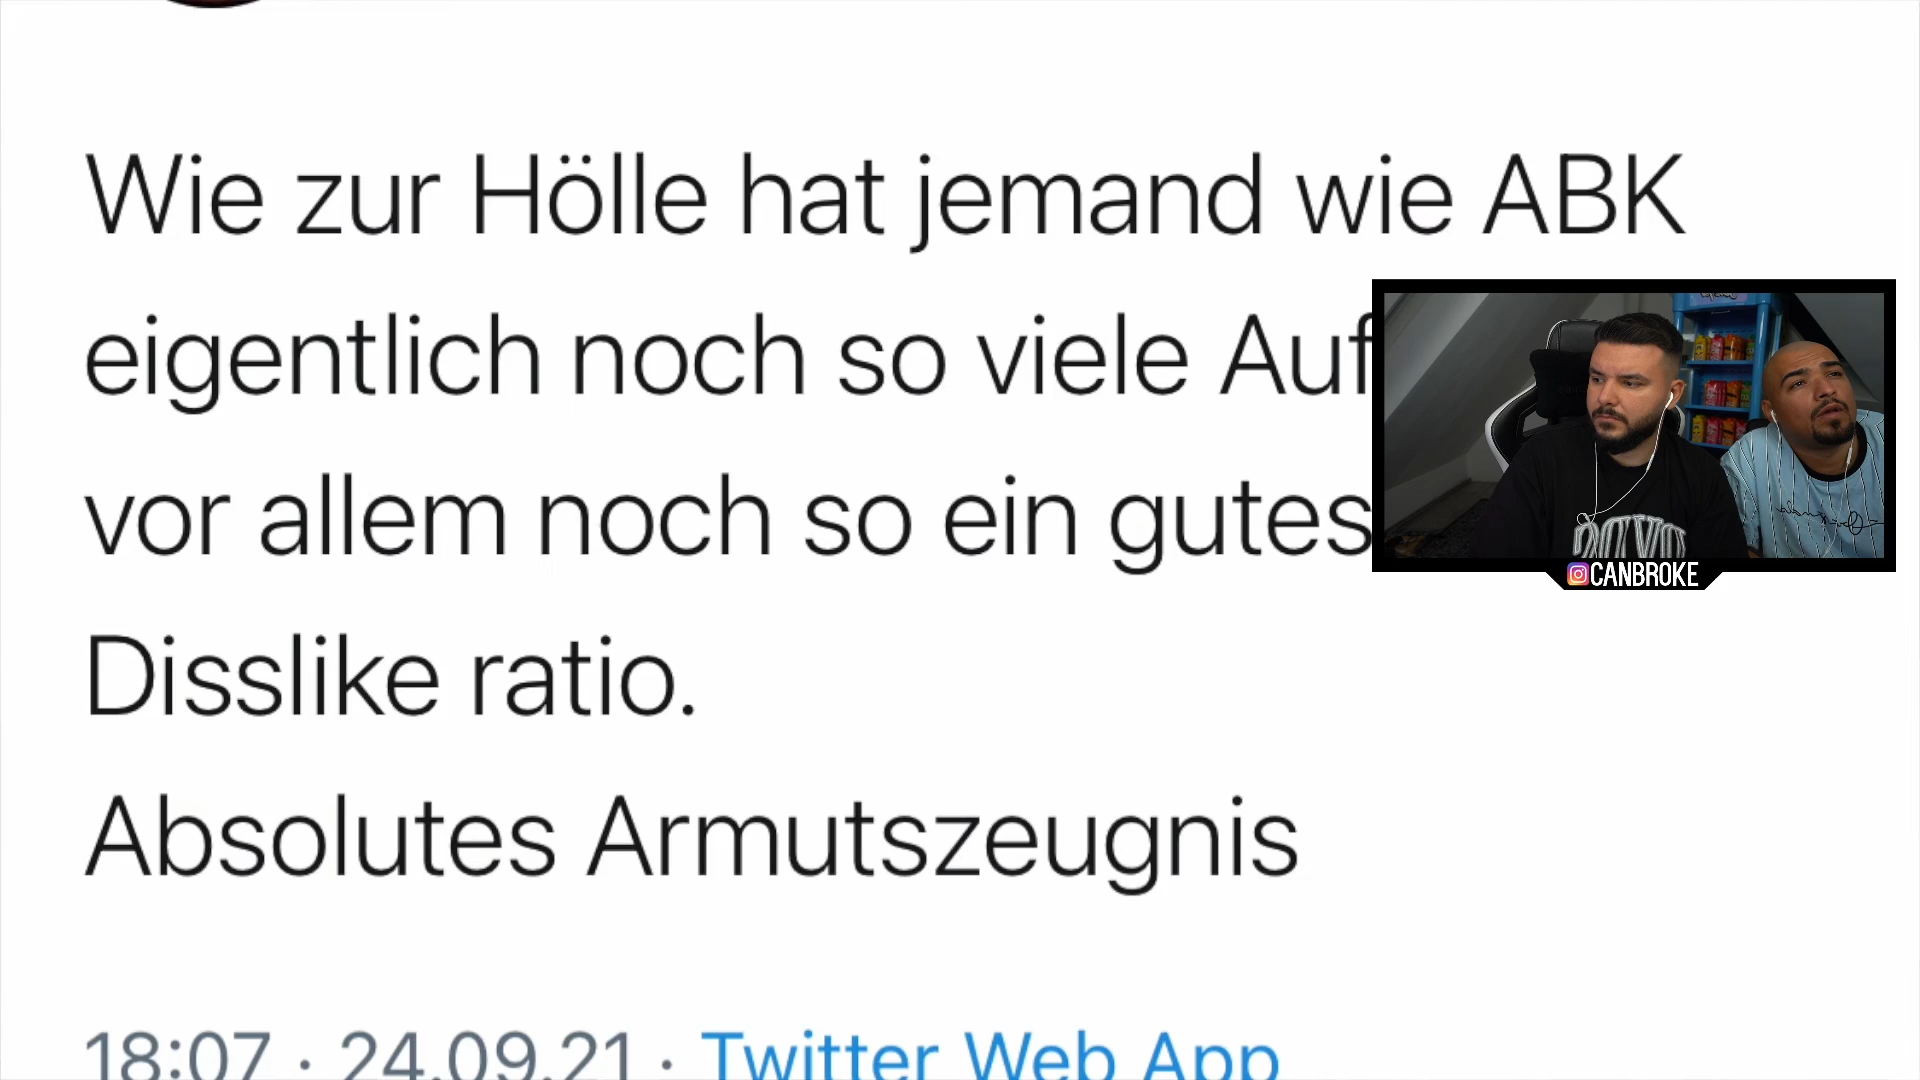 Wie zur Hölle hat jemand wie ABK
eigentlich noch so viele
vor allem noch so ein gutes
Disslike ratio.
Absolutes Armutszeugnis
18:07 · 24.09.21 · Twitter Web App
CANBROKE